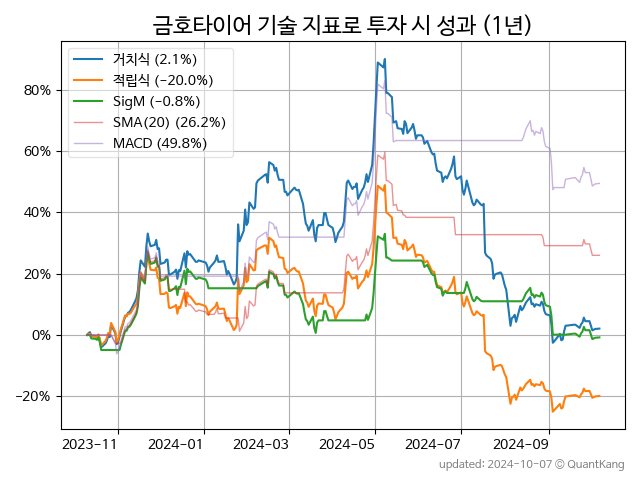 금호타이어 기술 지표로 투자 시 성과 (1년)
거치식 (2.1%)
적립식 (−20.0%)
SigM (−0.8%)
SMA(20) (26.2%)
MACD (49.8%)
80%
60%
40%
20%
0%
−20%
2023-11 2024-01 2024-03 2024-05 2024-07 2024-09
updated: 2024-10-07 © QuantKang